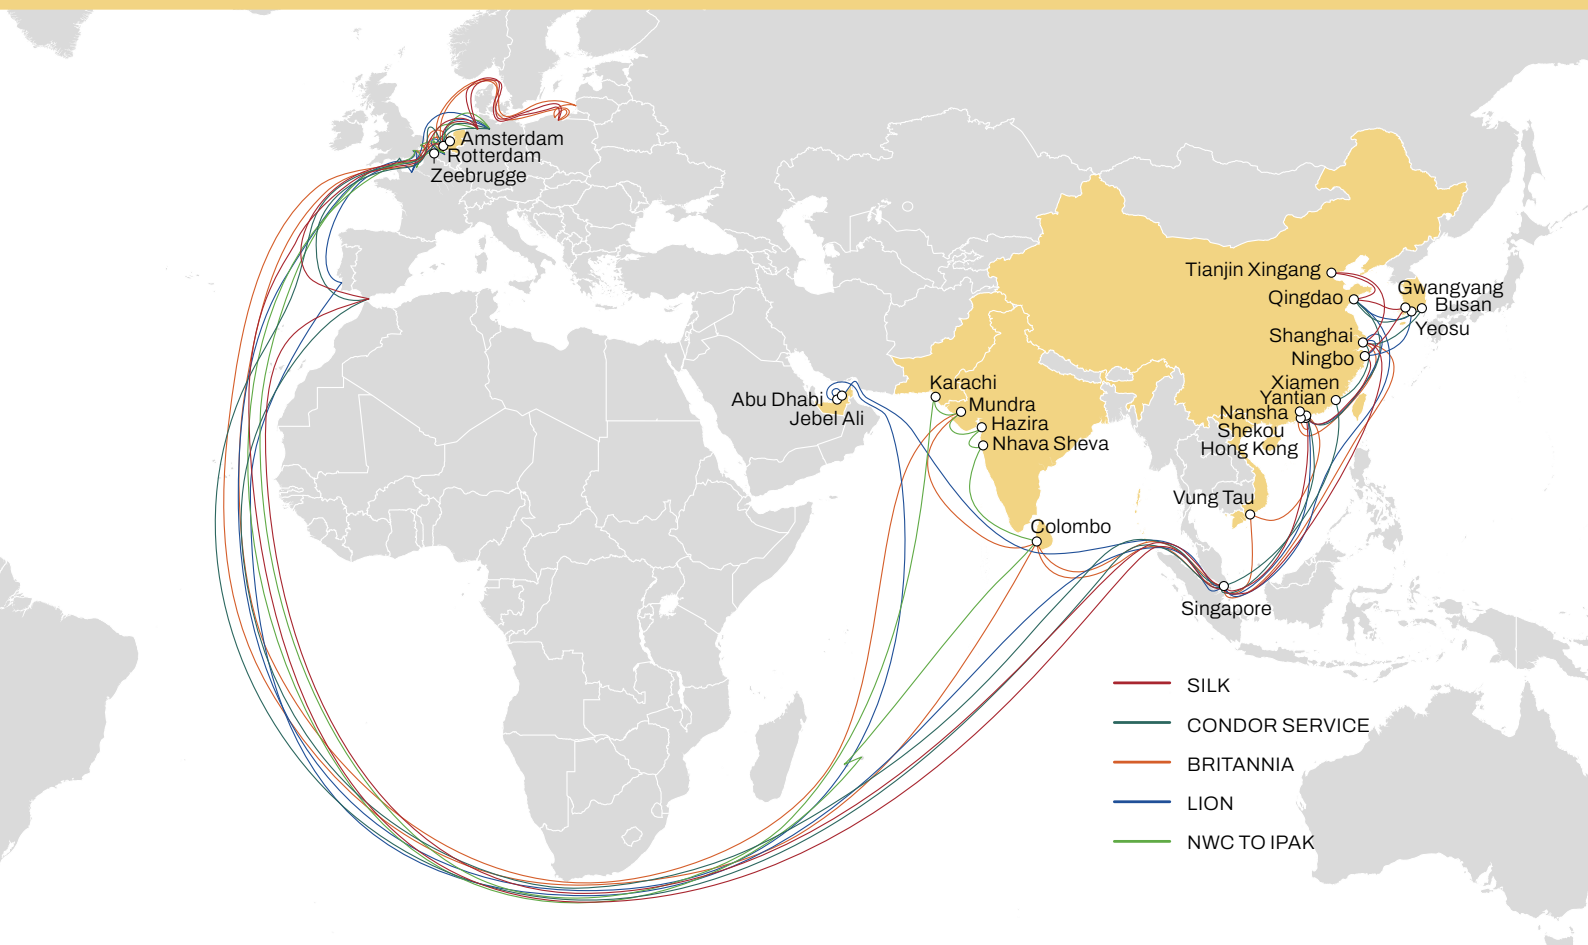 Amsterdam
Rotterdam
Zeebrugge
Tianjin Xingang
Qingdao
Gwangyang
Busan
Yeosu
Shanghai
Ningbo
Xiamen
Yantian
Nansha
Shekou
Hong Kong
Abu Dhabi
Jebel Ali
Karachi
Mundra
Hazira
Nhava Sheva
Vung Tau
Colombo
Singapore
SILK
CONDOR SERVICE
BRITANNIA
LION
NWC TO IPAK